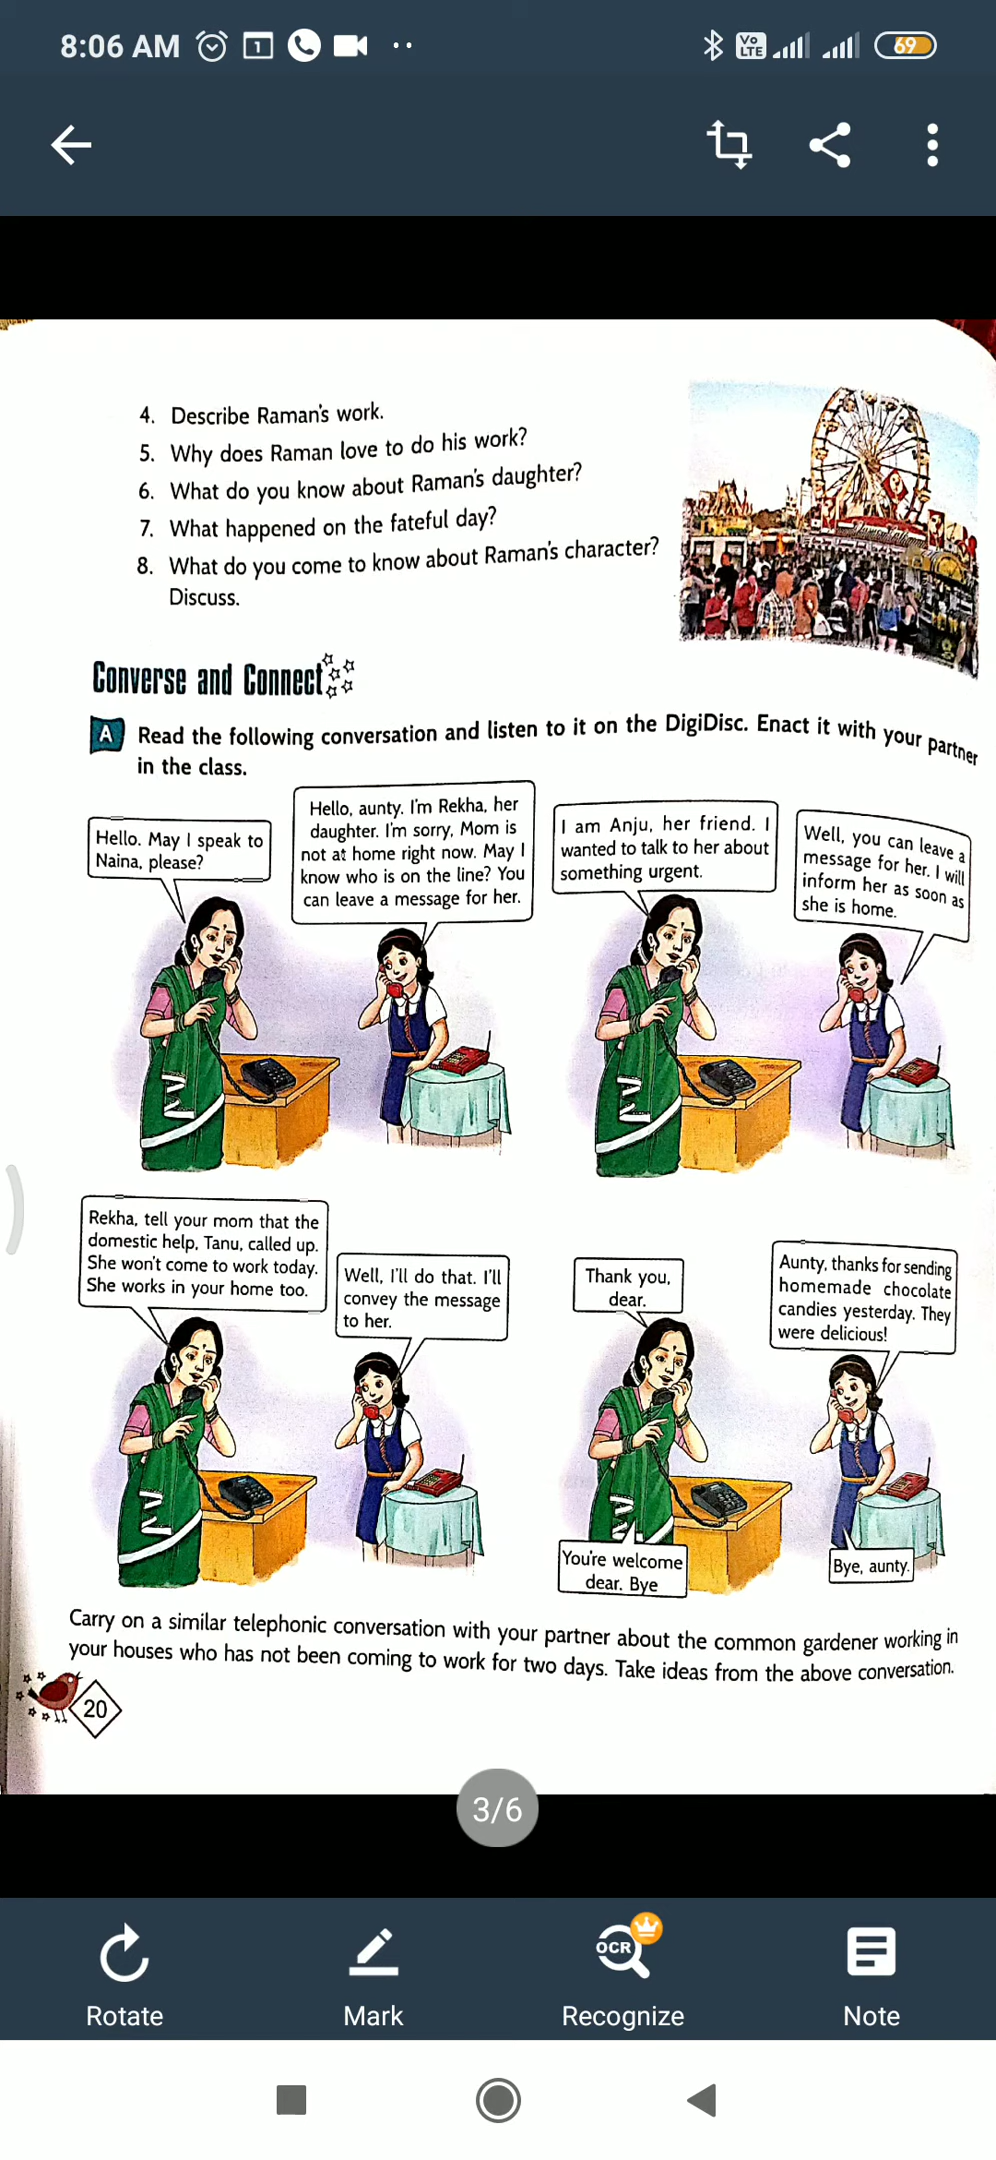 8:06 AM
1
Vo
LTE
69
4. Describe Raman's work.
5. Why does Raman love to do his work?
6. What do you know about Raman's daughter?
7. What happened on the fateful day?
8. What do you come to know about Raman's character?
Discuss.
Converse and Connect
A Read the following conversation and listen to it on the DigiDisc. Enact it with your partner
in the class.
Hello. May I speak to
Naina, please?
Hello, aunty. I'm Rekha, her
daughter. I'm sorry, Mom is
not at home right now. May I
know who is on the line? You
can leave a message for her.
I am Anju, her friend. I
wanted to talk to her about
something urgent.
Well, you can leave a
message for her. I will
inform her as soon as
she is home.
Rekha, tell your mom that the
domestic help, Tanu, called up.
She won't come to work today.
She works in your home too.
Well, I'll do that. I'll
convey the message
to her.
Thank you,
dear.
Aunty, thanks for sending
homemade chocolate
candies yesterday. They
were delicious!
You're welcome
dear. Bye
Bye, aunty.
Carry on a similar telephonic conversation with your partner about the common gardener working in
your houses who has not been coming to work for two days. Take ideas from the above conversation.
20
3/6
OCR
Rotate
Mark
Recognize
Note